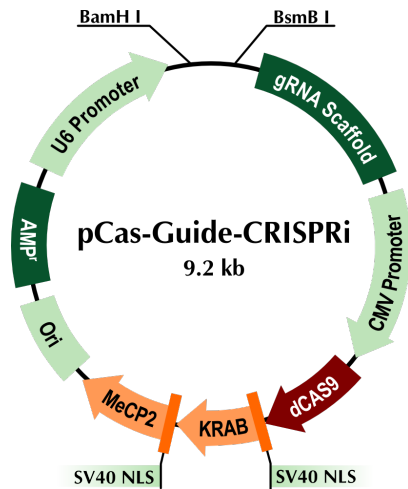 BamH I
BsmB I
U6 Promoter
gRNA Scaffold
AMPr
pCas-Guide-CRISPRi
9.2 kb
CMV Promoter
Ori
MeCP2
KRAB
dCAS9
SV40 NLS
SV40 NLS